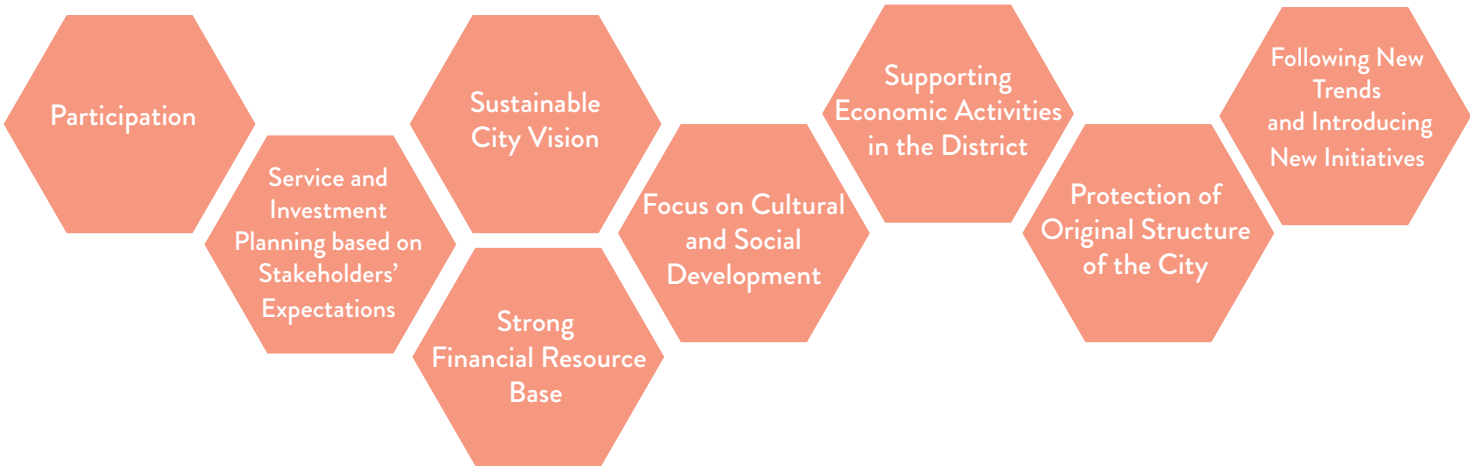 Participation
Service and
Investment
Planning based on
Stakeholders’
Expectations
Sustainable
City Vision
Strong
Financial Resource
Base
Focus on Cultural
and Social
Development
Supporting
Economic Activities
in the District
Protection of
Original Structure
of the City
Following New
Trends
and Introducing
New Initiatives